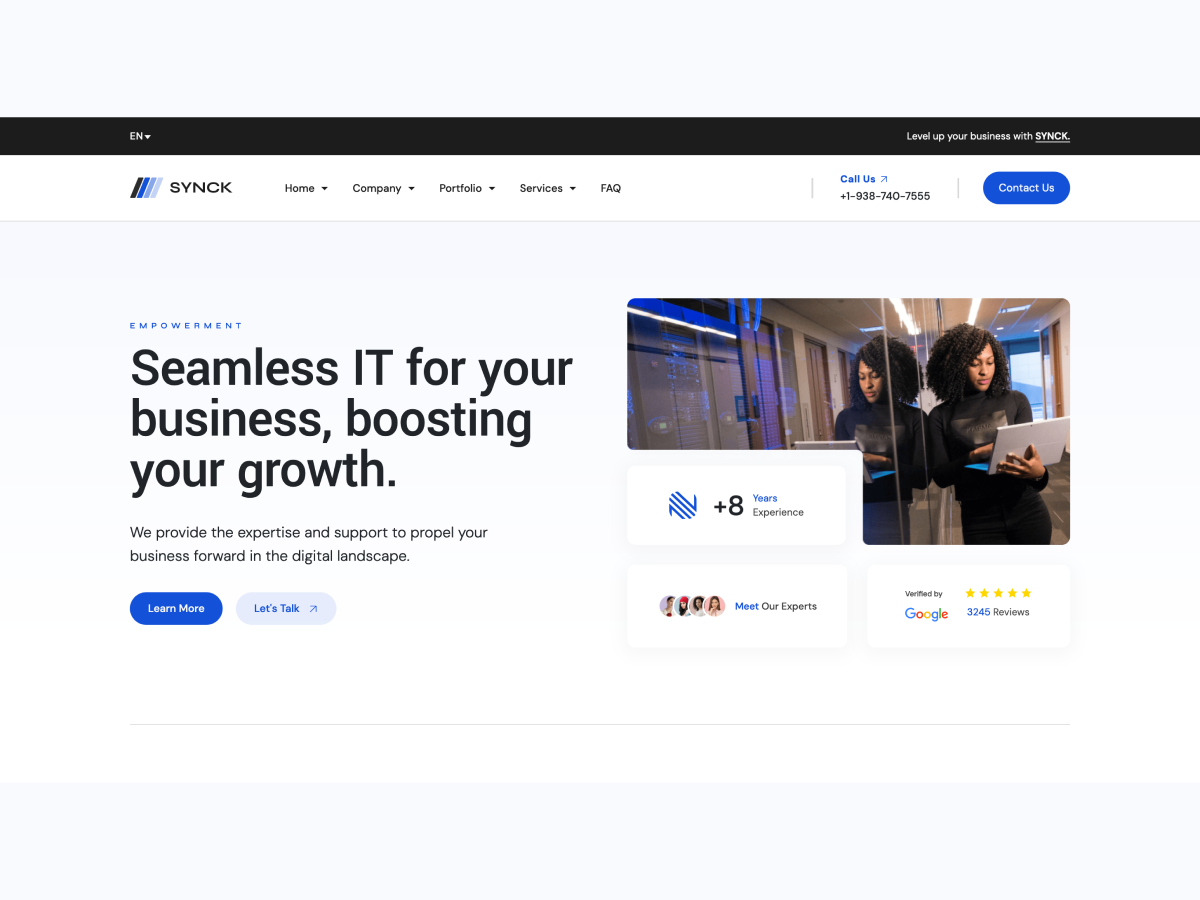 EN
Level up your business with SYNCK.
SYNCK
Home
Company
Portfolio
Services
FAQ
Call Us
+1-938-740-7555
Contact Us
EMPOWERMENT
Seamless IT for your
business, boosting
your growth.
We provide the expertise and support to propel your
business forward in the digital landscape.
Learn More
Let's Talk
+8
Years
Experience
Meet Our Experts
Verified by
Google
3245 Reviews